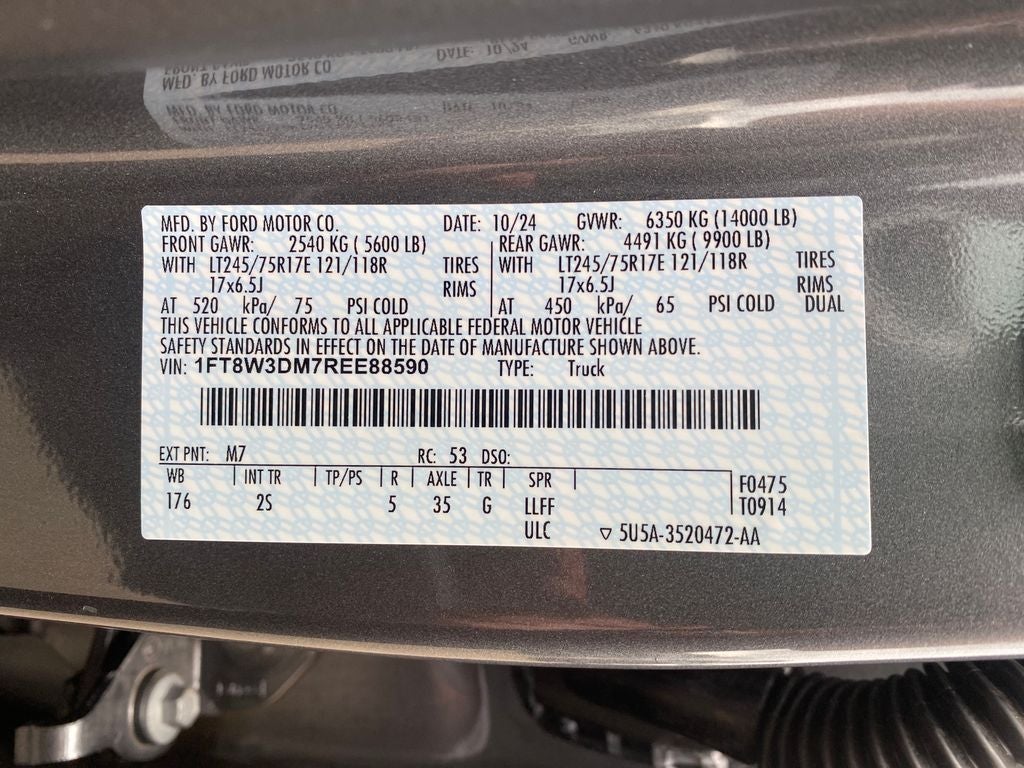 MFD. BY FORD MOTOR CO. DATE: 10/24 GVWR: 6350 KG (14000 LB)
FRONT GAWR: 2540 KG ( 5600 LB) REAR GAWR: 4491 KG ( 9900 LB)
WITH LT245/75R17E 121/118R TIRES WITH LT245/75R17E 121/118R TIRES
17x6.5J RIMS 17x6.5J RIMS
AT 520 kPa/ 75 PSI COLD AT 450 kPa/ 65 PSI COLD DUAL
THIS VEHICLE CONFORMS TO ALL APPLICABLE FEDERAL MOTOR VEHICLE
SAFETY STANDARDS IN EFFECT ON THE DATE OF MANUFACTURE SHOWN ABOVE.
VIN: 1FT8W3DM7REE88590 TYPE: Truck
EXT PNT: M7 RC: 53 DSO:
WB INT TR TP/PS R AXLE TR SPR F0475
176 2S 5 35 G LLFF T0914
ULC ▽ 5U5A-3520472-AA